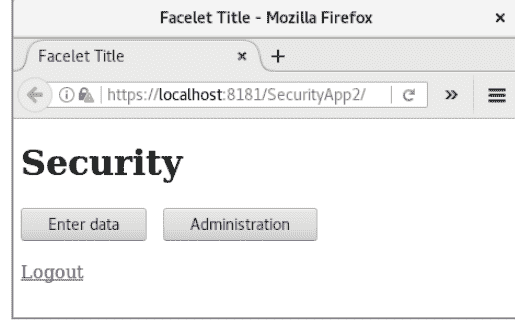 Facelet Title - Mozilla Firefox
Facelet Title
https://localhost:8181/SecurityApp2/
Security
Enter data Administration
Logout